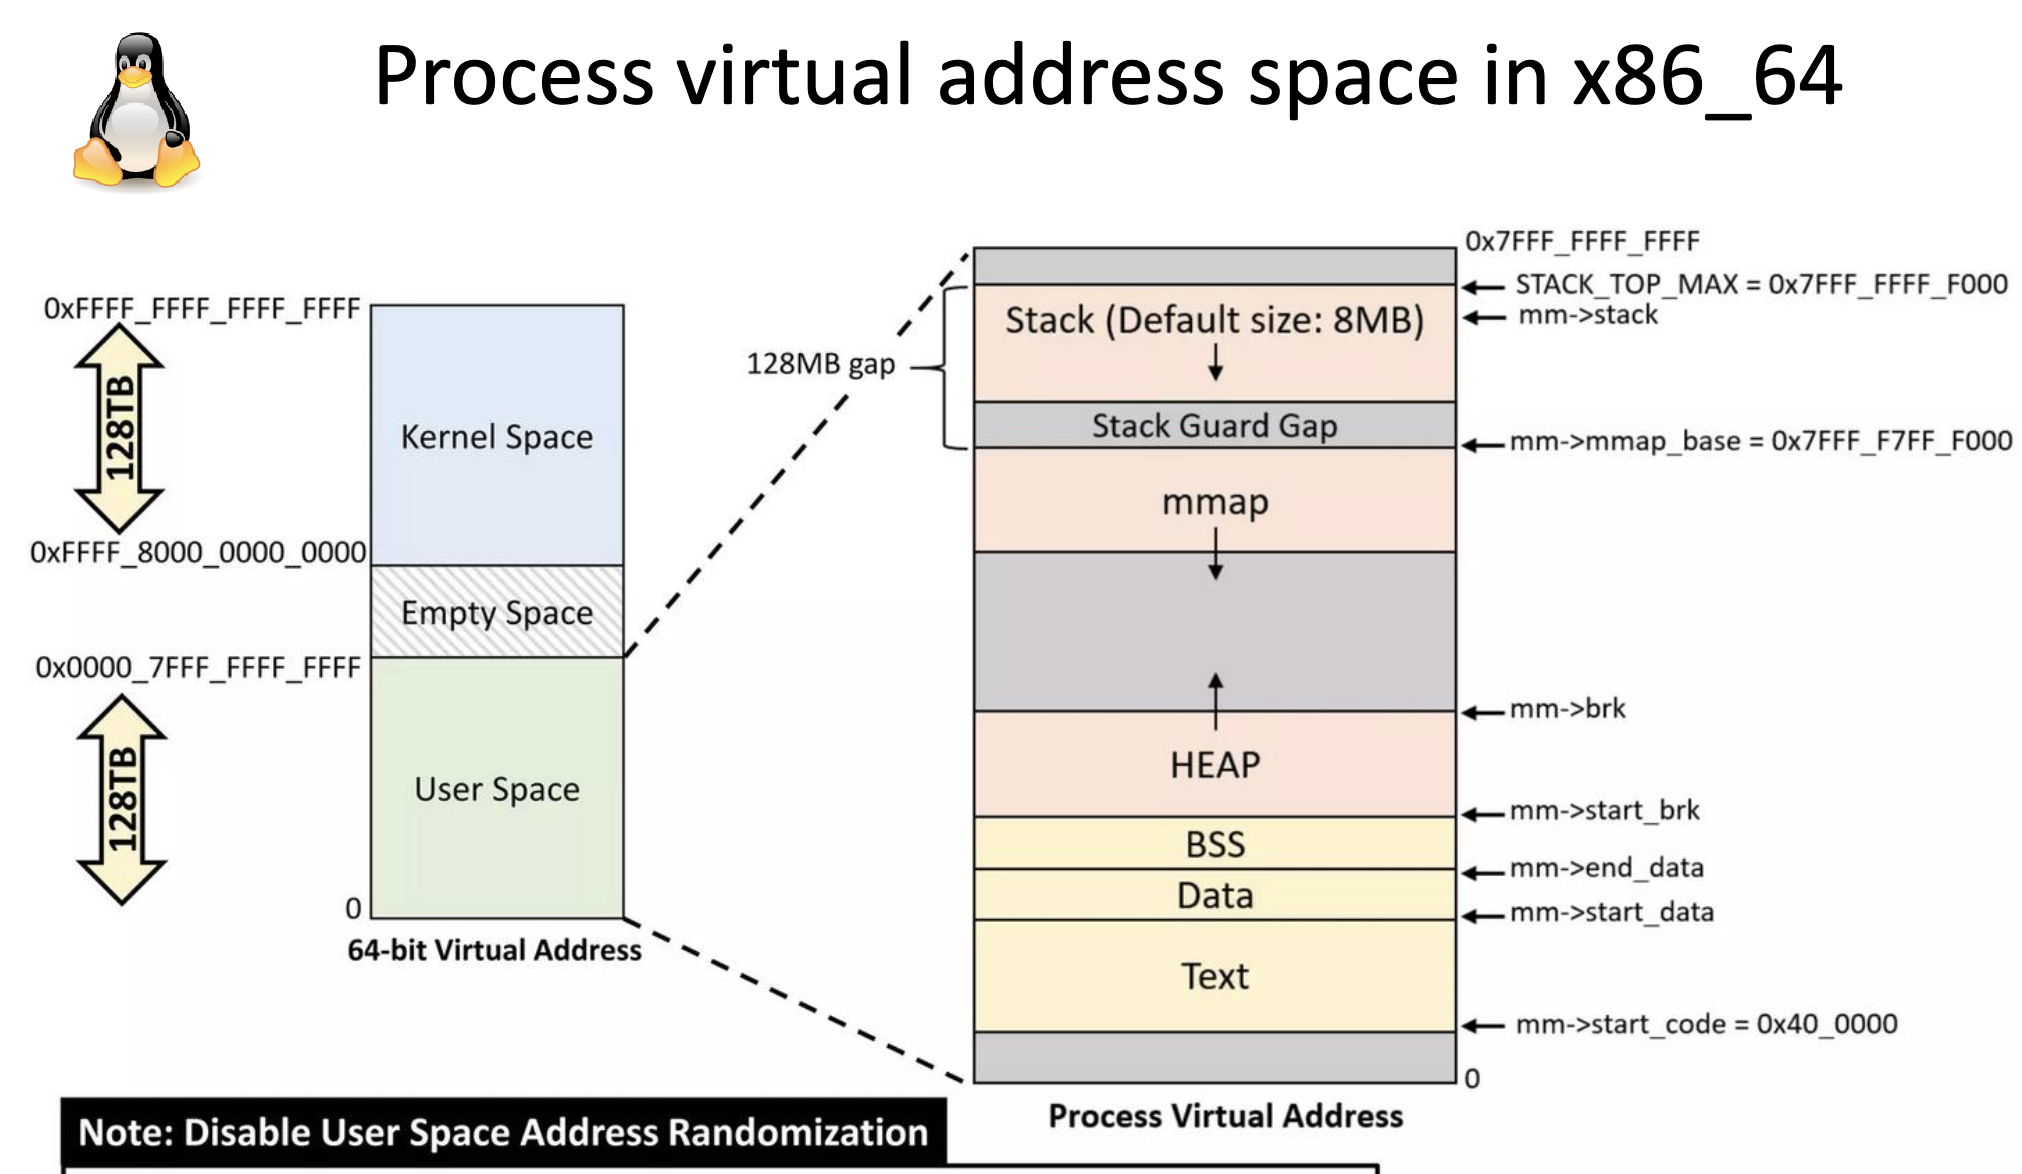 Process virtual address space in x86_64
0xFFFF_FFFF_FFFF_FFFF
128TB
Kernel Space
0xFFFF_8000_0000_0000
Empty Space
0x0000_7FFF_FFFF_FFFF
128TB
User Space
0
64-bit Virtual Address
128MB gap
0x7FFF_FFFF_FFFF
STACK_TOP_MAX = 0x7FFF_FFFF_F000
Stack (Default size: 8MB)
mm->stack
Stack Guard Gap
mm->mmap_base = 0x7FFF_F7FF_F000
mmap
mm->brk
HEAP
mm->start_brk
BSS
mm->end_data
Data
mm->start_data
Text
mm->start_code = 0x40_0000
0
Process Virtual Address
Note: Disable User Space Address Randomization